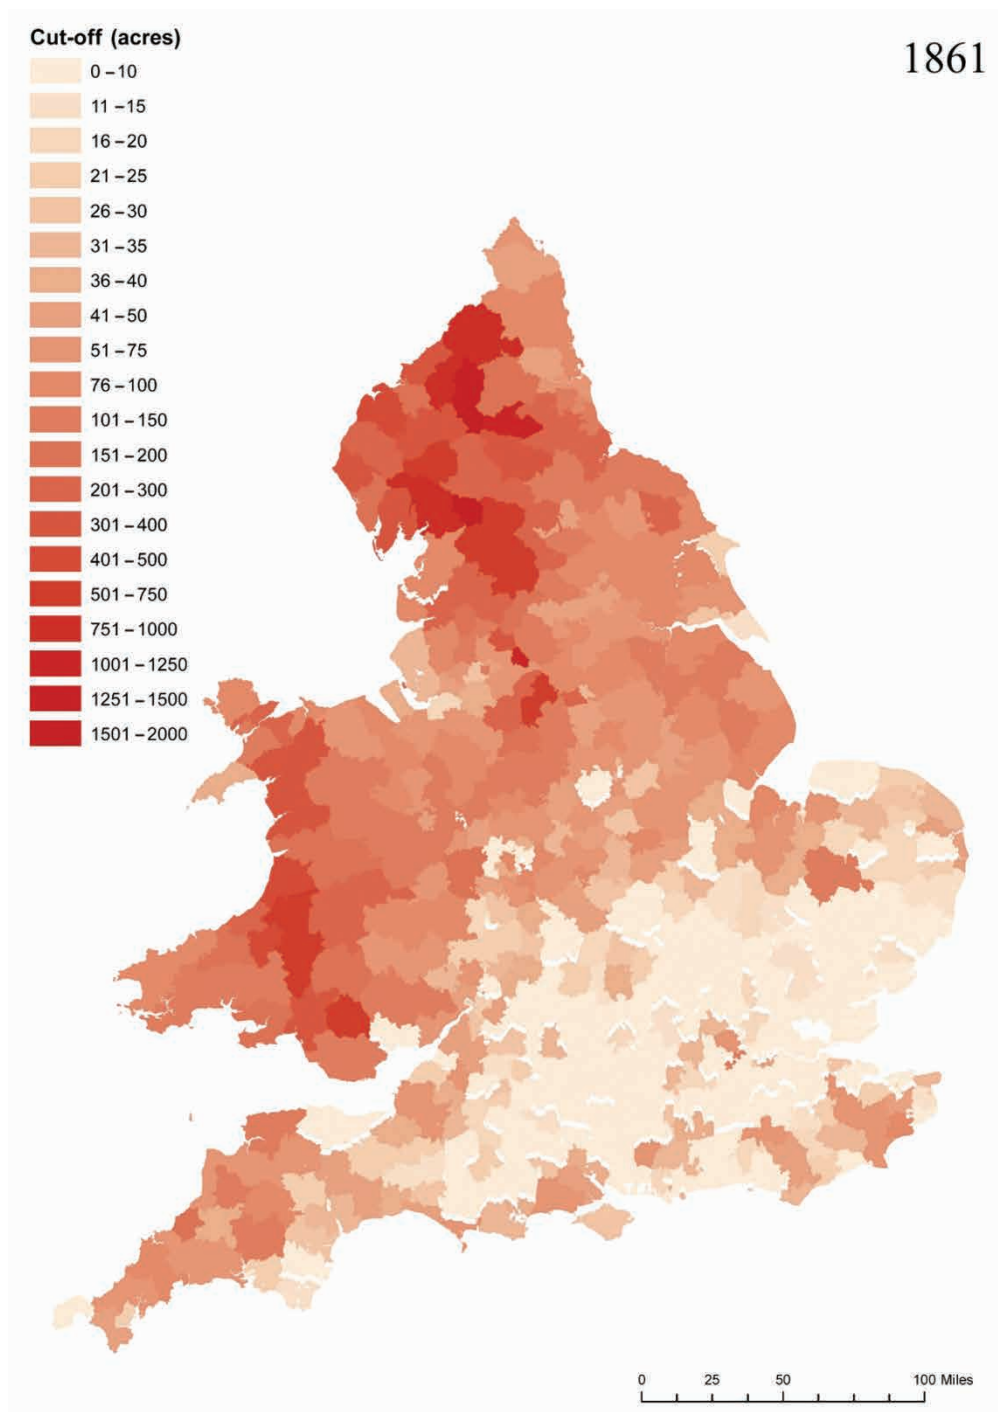 Cut-off (acres)
1861
0 – 10
11 – 15
16 – 20
21 – 25
26 – 30
31 – 35
36 – 40
41 – 50
51 – 75
76 – 100
101 – 150
151 – 200
201 – 300
301 – 400
401 – 500
501 – 750
751 – 1000
1001 – 1250
1251 – 1500
1501 – 2000
0 25 50 100 Miles